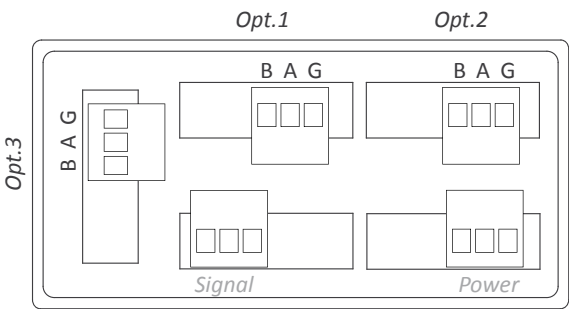 Opt.1 Opt.2
B A G B A G
Opt.3
B A G
Signal Power